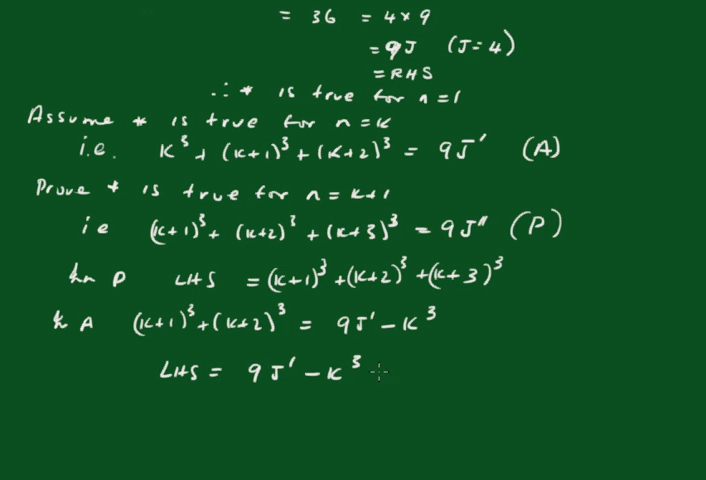 = 36 = 4 × 9
= 9J (J = 4)
= RHS
∴ * is true for n = 1
Assume * is true for n = K
i.e. K³ + (K+1)³ + (K+2)³ = 9J' (A)
Prove * is true for n = K+1
ie (K+1)³ + (K+2)³ + (K+3)³ = 9J'' (P)
In P LHS = (K+1)³ + (K+2)³ + (K+3)³
In A (K+1)³ + (K+2)³ = 9J' - K³
LHS = 9J' - K³